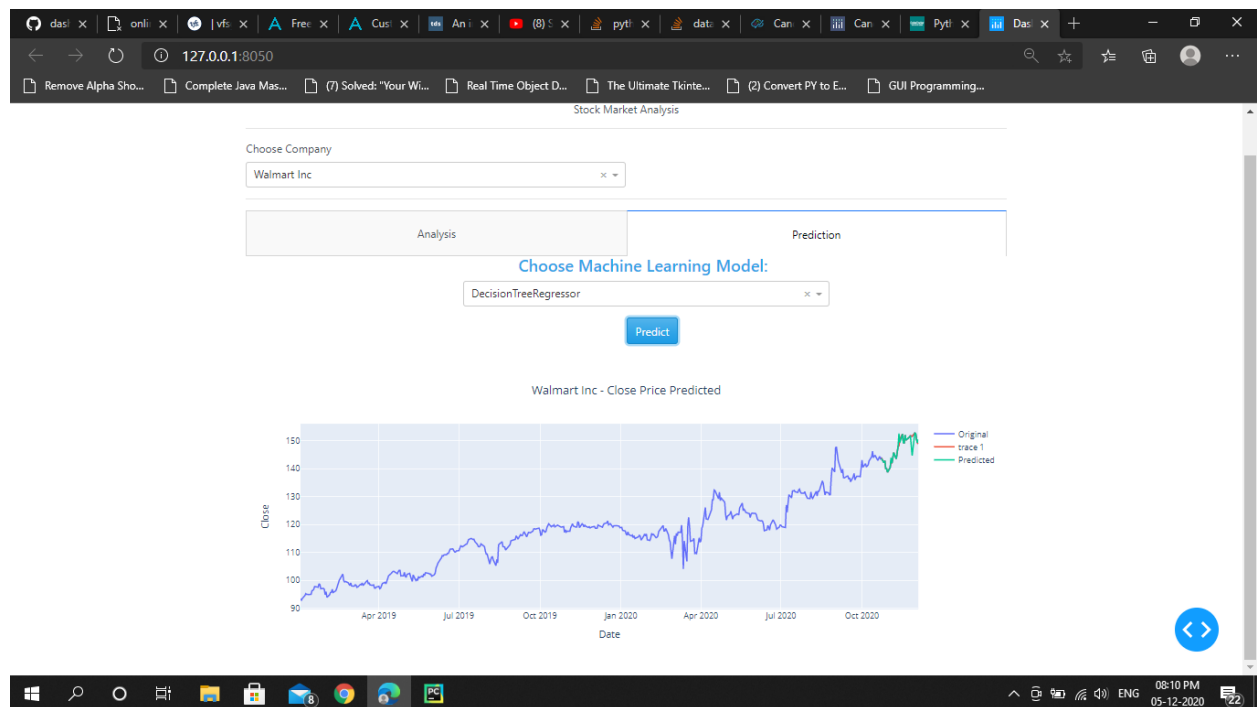 dasl
onli
| vfs
Free
Cust
tds
An i
(8) S
pyth
data
Can
Can
Pyth
Das
127.0.0.1:8050
Remove Alpha Sho...
Complete Java Mas...
(7) Solved: "Your Wi...
Real Time Object D...
The Ultimate Tkinte...
(2) Convert PY to E...
GUI Programming...
Stock Market Analysis
Choose Company
Walmart Inc
Analysis
Prediction
Choose Machine Learning Model:
DecisionTreeRegressor
Predict
Walmart Inc - Close Price Predicted
150
140
130
120
110
100
90
Close
Apr 2019
Jul 2019
Oct 2019
Jan 2020
Apr 2020
Jul 2020
Oct 2020
Date
Original
trace 1
Predicted
8
PC
ENG
08:10 PM
05-12-2020
22